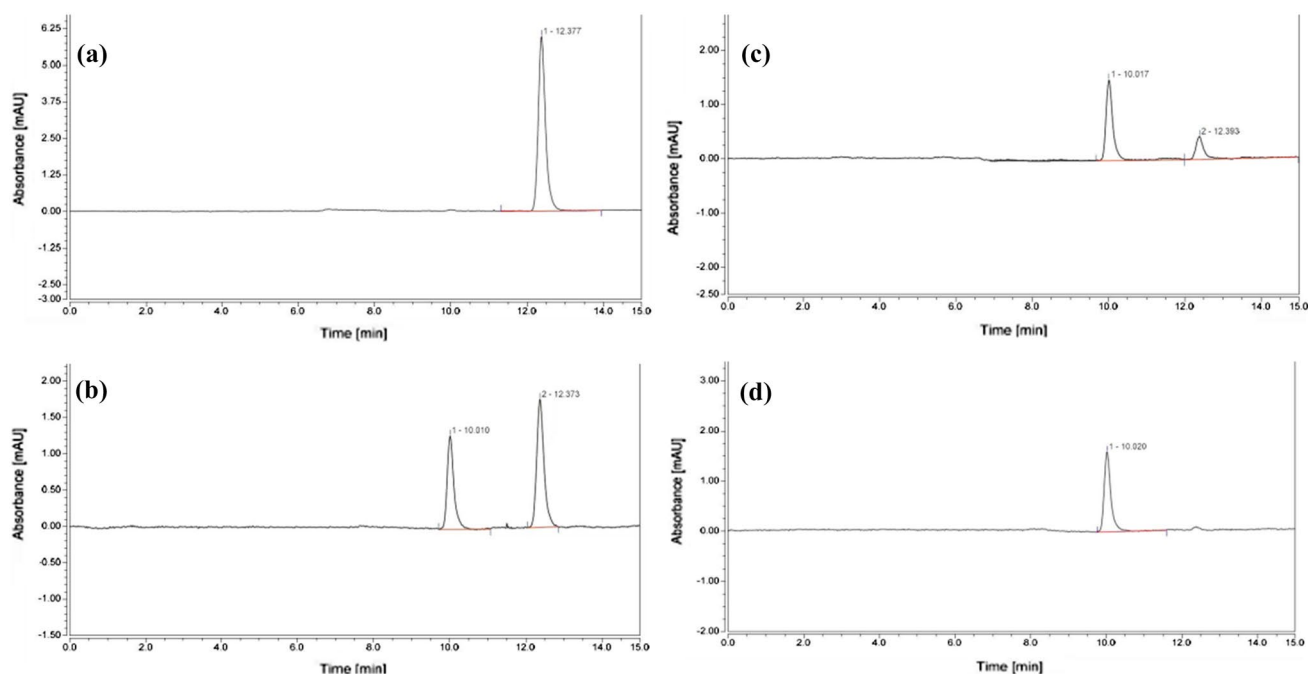 (a)
1 - 12.377
6.25
5.00
3.75
2.50
1.25
0.00
-1.25
-2.50
-3.00
Absorbance [mAU]
0.0 2.0 4.0 6.0 8.0 10.0 12.0 14.0 15.0
Time [min]
(c)
1 - 10.017
2 - 12.393
2.00
1.00
0.00
-1.00
-2.00
-2.50
Absorbance [mAU]
0.0 2.0 4.0 6.0 8.0 10.0 12.0 14.0 15.0
Time [min]
(b)
1 - 10.010
2 - 12.373
2.00
1.50
1.00
0.50
0.00
-0.50
-1.00
-1.50
Absorbance [mAU]
0.0 2.0 4.0 6.0 8.0 10.0 12.0 14.0 15.0
Time [min]
(d)
1 - 10.020
3.00
2.00
1.00
0.00
-1.00
-2.00
Absorbance [mAU]
0.0 2.0 4.0 6.0 8.0 10.0 12.0 14.0 15.0
Time [min]